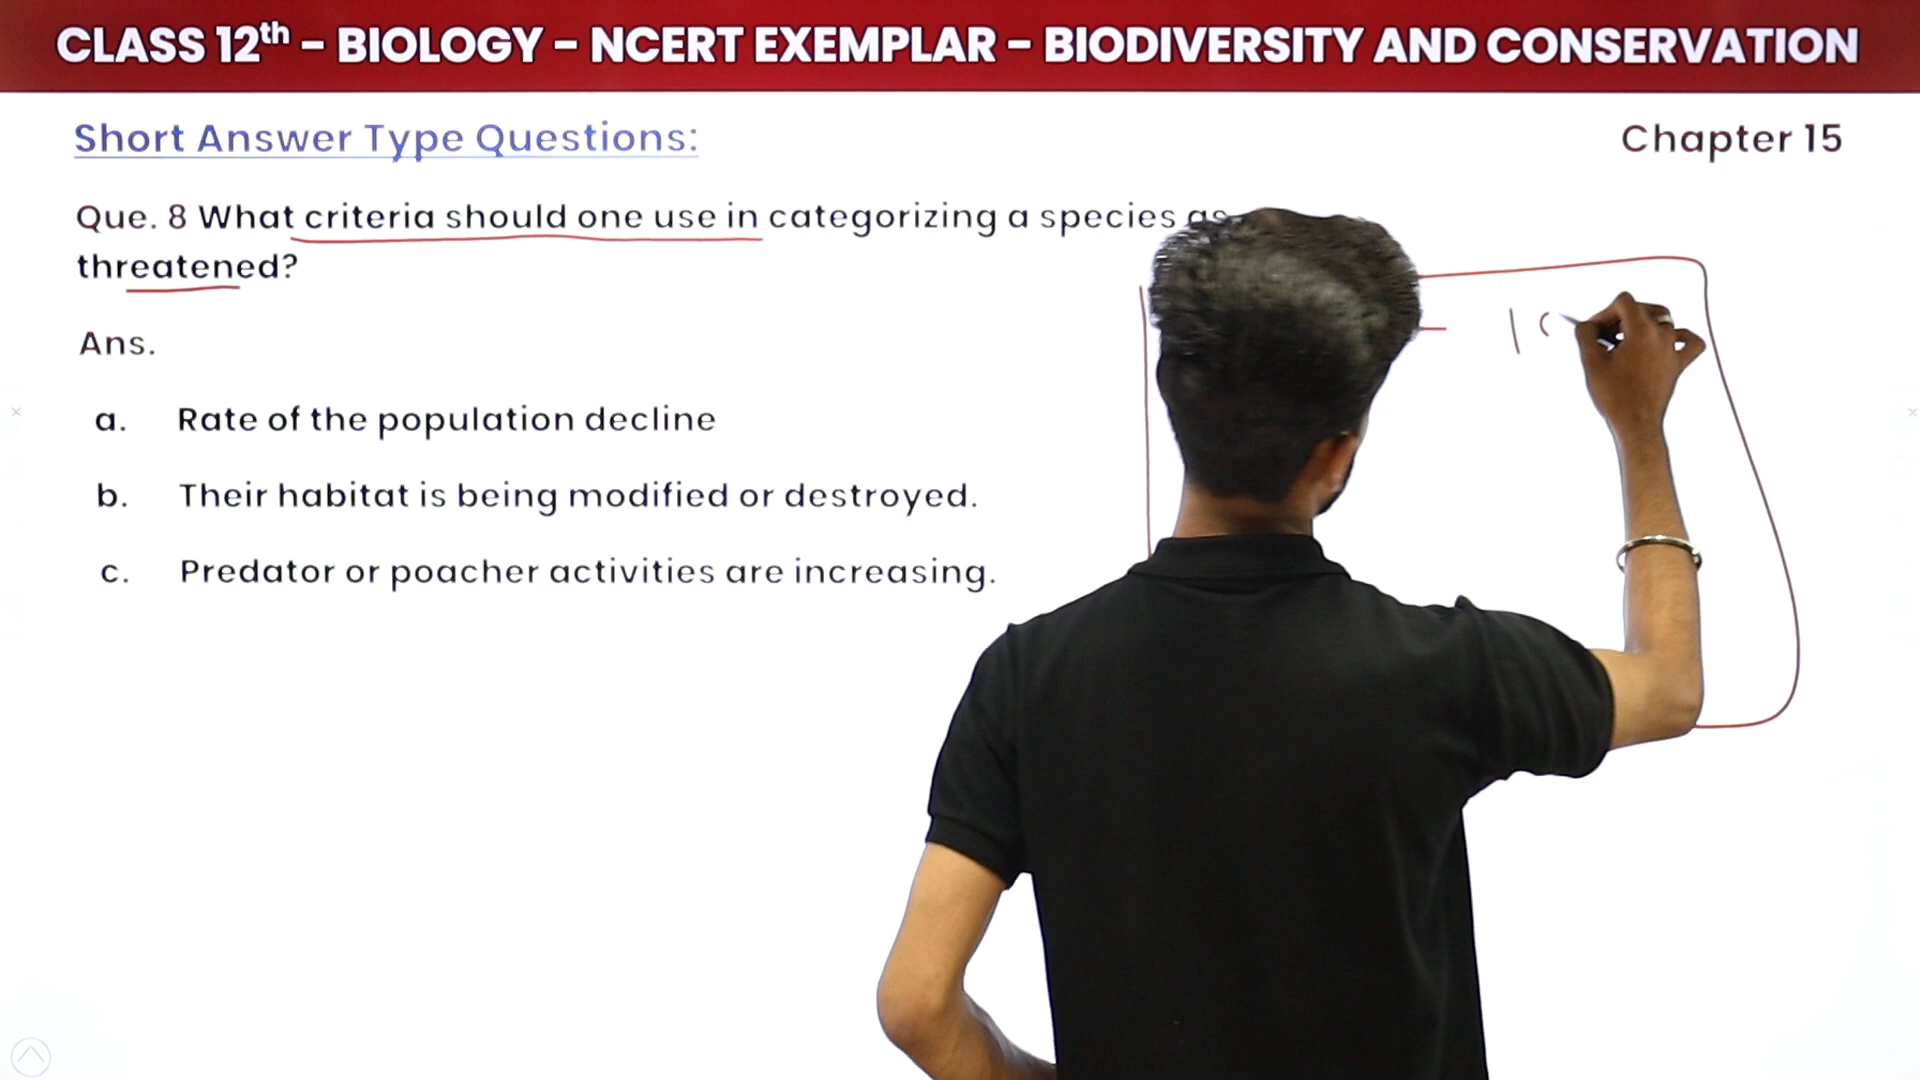 CLASS 12th – BIOLOGY – NCERT EXEMPLAR – BIODIVERSITY AND CONSERVATION
Short Answer Type Questions:
Chapter 15
Que. 8 What criteria should one use in categorizing a species as
threatened?
Ans.
a. Rate of the population decline
b. Their habitat is being modified or destroyed.
c. Predator or poacher activities are increasing.